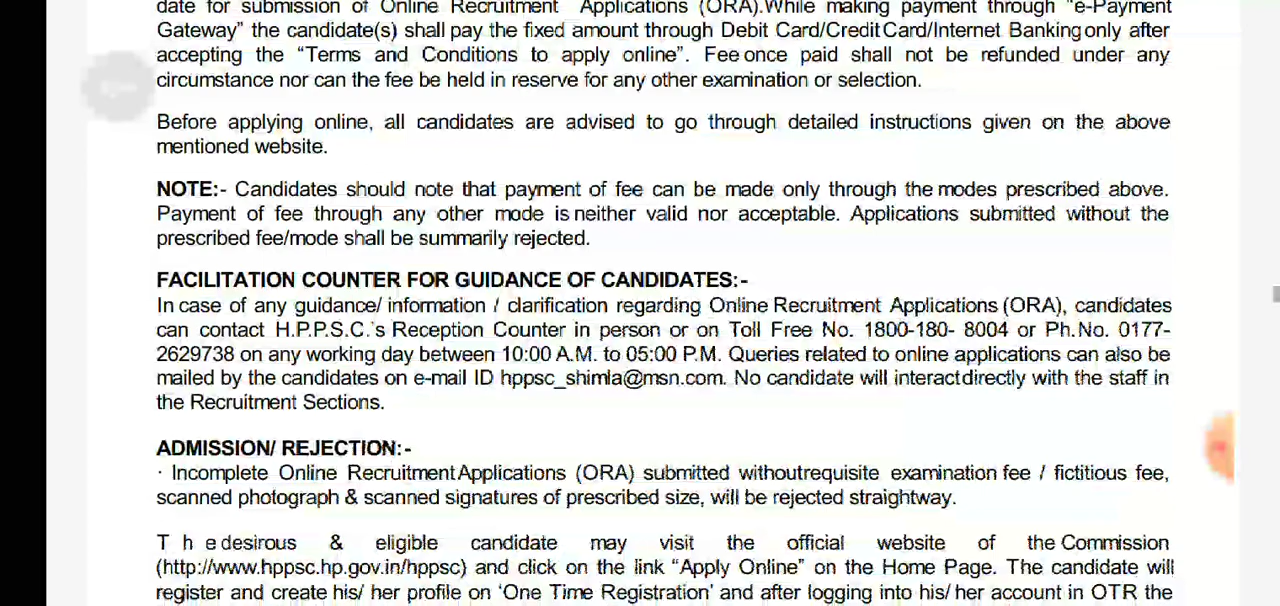 date for submission of Online Recruitment Applications (ORA).While making payment through "e-Payment
Gateway” the candidate(s) shall pay the fixed amount through Debit Card/Credit Card/Internet Banking only after
accepting the “Terms and Conditions to apply online”. Fee once paid shall not be refunded under any
circumstance nor can the fee be held in reserve for any other examination or selection.
Before applying online, all candidates are advised to go through detailed instructions given on the above
mentioned website.
NOTE:- Candidates should note that payment of fee can be made only through the modes prescribed above.
Payment of fee through any other mode is neither valid nor acceptable. Applications submitted without the
prescribed fee/mode shall be summarily rejected.
FACILITATION COUNTER FOR GUIDANCE OF CANDIDATES:-
In case of any guidance/ information / clarification regarding Online Recruitment Applications (ORA), candidates
can contact H.P.P.S.C.'s Reception Counter in person or on Toll Free No. 1800-180- 8004 or Ph.No. 0177-
2629738 on any working day between 10:00 A.M. to 05:00 P.M. Queries related to online applications can also be
mailed by the candidates on e-mail ID hppsc_shimla@msn.com. No candidate will interact directly with the staff in
the Recruitment Sections.
ADMISSION/ REJECTION:-
· Incomplete Online Recruitment Applications (ORA) submitted without requisite examination fee / fictitious fee,
scanned photograph & scanned signatures of prescribed size, will be rejected straightway.
T h e desirous & eligible candidate may visit the official website of the Commission
(http://www.hppsc.hp.gov.in/hppsc) and click on the link “Apply Online” on the Home Page. The candidate will
register and create his/ her profile on ‘One Time Registration’ and after logging into his/ her account in OTR the